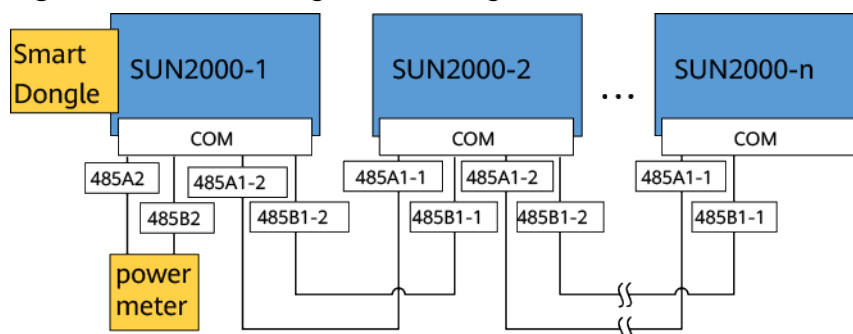 Smart
Dongle
SUN2000-1
SUN2000-2
...
SUN2000-n
COM
COM
COM
485A2
485A1-2
485A1-1
485A1-2
485A1-1
485B2
485B1-2
485B1-1
485B1-2
485B1-1
power
meter